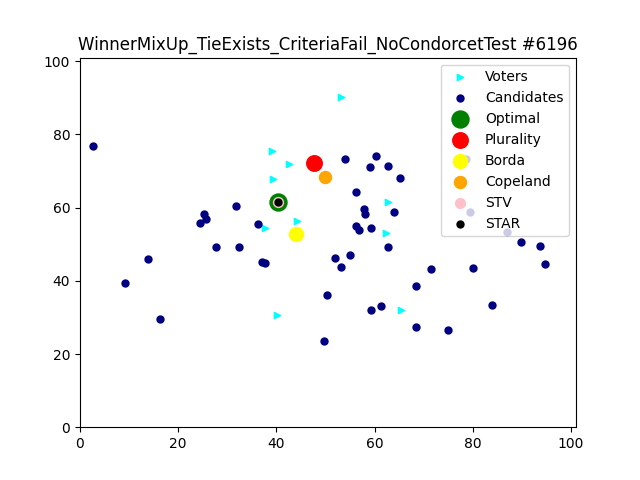 WinnerMixUp_TieExists_CriteriaFail_NoCondorcetTest #6196
100
80
60
40
20
0
0 20 40 60 80 100
Voters
Candidates
Optimal
Plurality
Borda
Copeland
STV
STAR